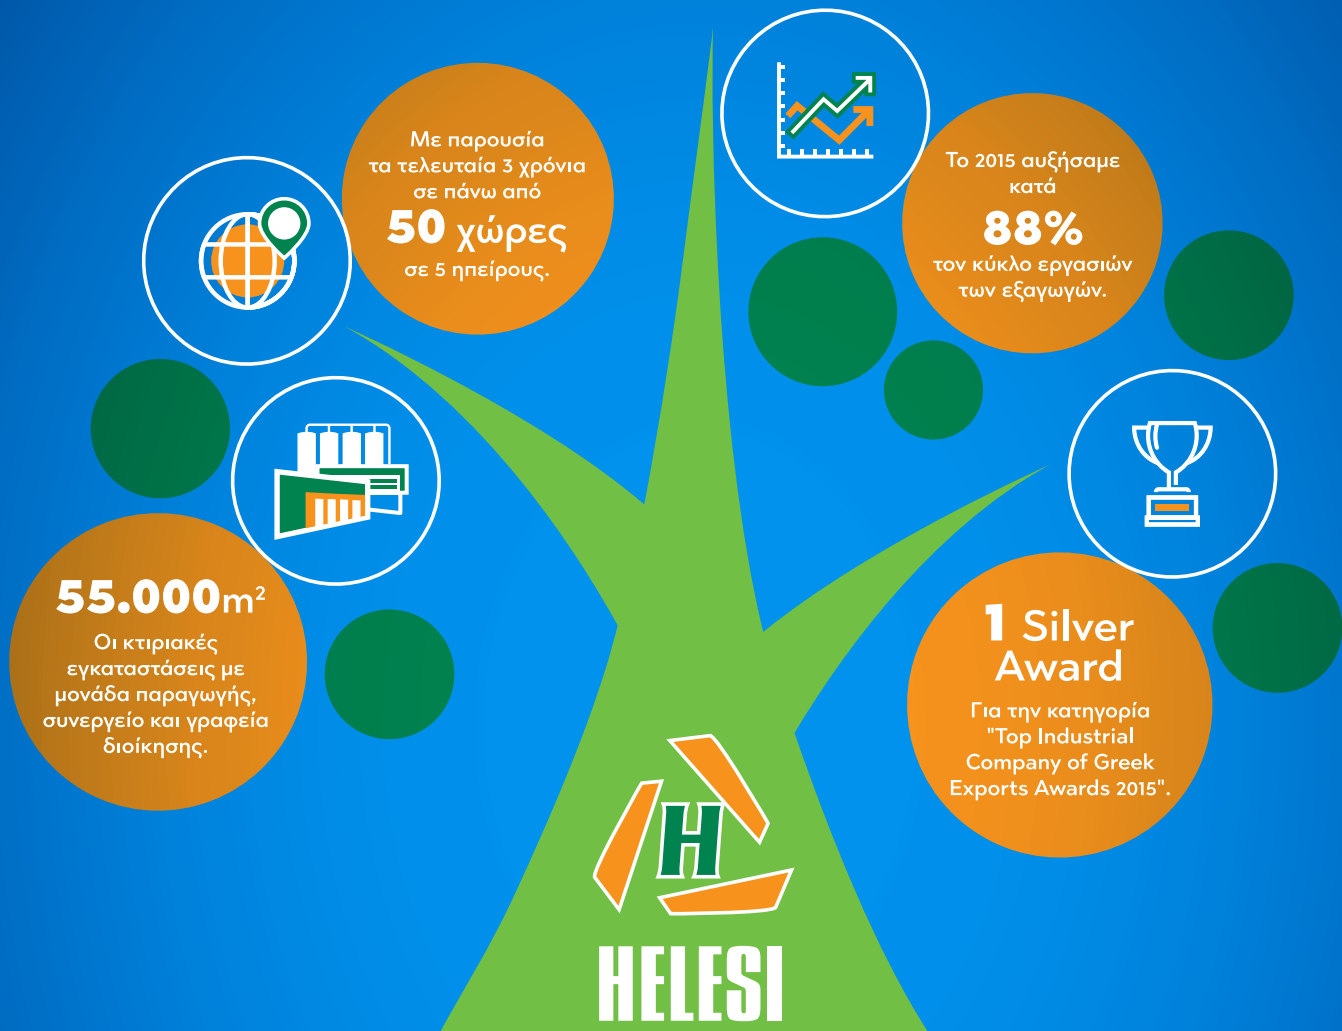 Με παρουσία
τα τελευταία 3 χρόνια
σε πάνω από
50 χώρες
σε 5 ηπείρους.
Το 2015 αυξήσαμε
κατά
88%
τον κύκλο εργασιών
των εξαγωγών.
55.000m²
Οι κτιριακές
εγκαταστάσεις με
μονάδα παραγωγής,
συνεργείο και γραφεία
διοίκησης.
1 Silver
Award
Για την κατηγορία
"Top Industrial
Company of Greek
Exports Awards 2015".
H
HELESI